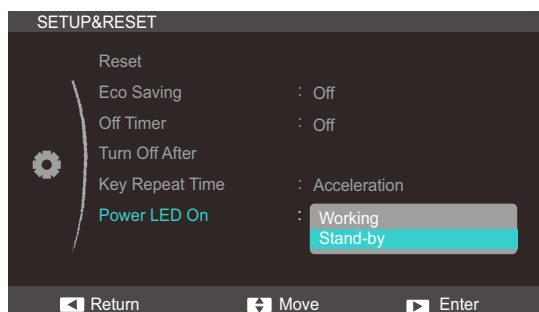 SETUP&RESET
Reset
Eco Saving : Off
Off Timer : Off
Turn Off After
Key Repeat Time : Acceleration
Power LED On : Working
Stand-by
Return Move Enter